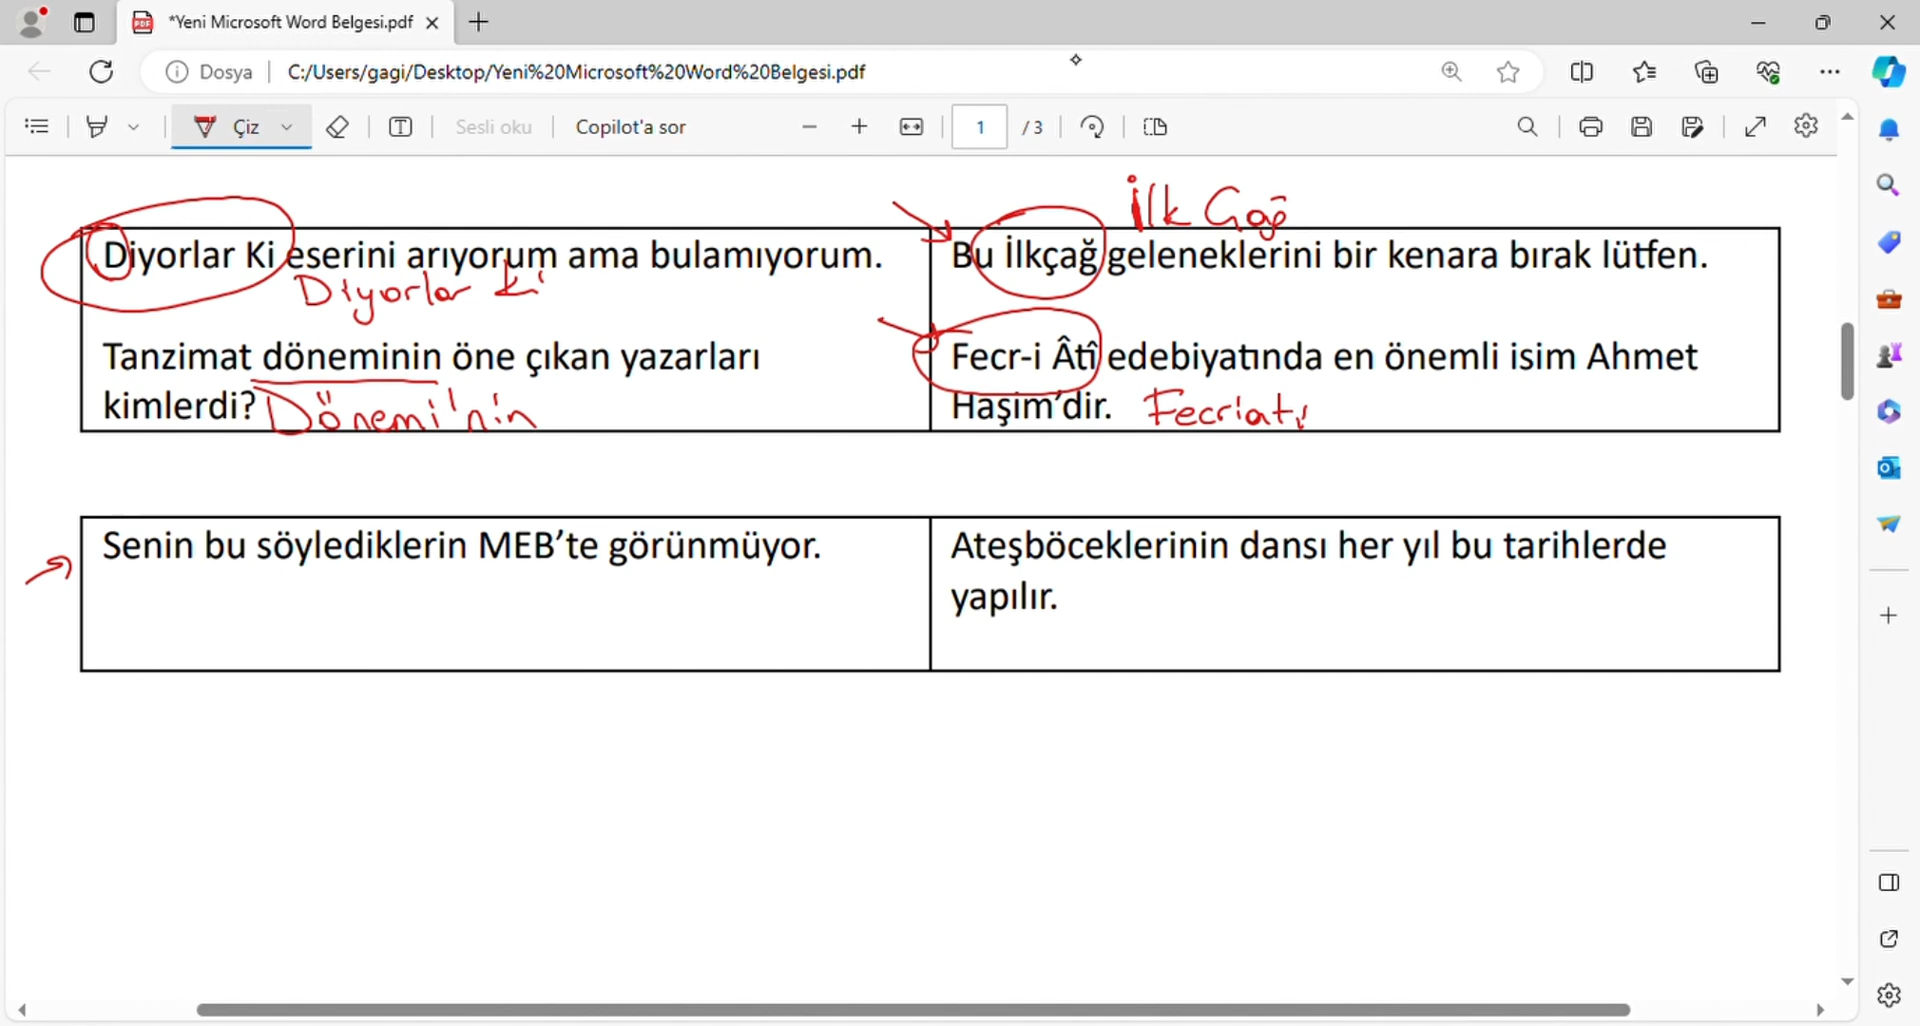 *Yeni Microsoft Word Belgesi.pdf
Dosya
C:/Users/gagi/Desktop/Yeni%20Microsoft%20Word%20Belgesi.pdf
Çiz
Sesli oku
Copilot'a sor
1
/ 3
İlk Çağ
Diyorlar Ki eserini arıyorum ama bulamıyorum.
Diyorlar ki
Tanzimat döneminin öne çıkan yazarları
kimlerdi?
Dönemi'nin
Bu İlkçağ geleneklerini bir kenara bırak lütfen.
Fecr-i Âtî edebiyatında en önemli isim Ahmet
Haşim’dir.
Fecriati
Senin bu söylediklerin MEB’te görünmüyor.
Ateşböceklerinin dansı her yıl bu tarihlerde
yapılır.